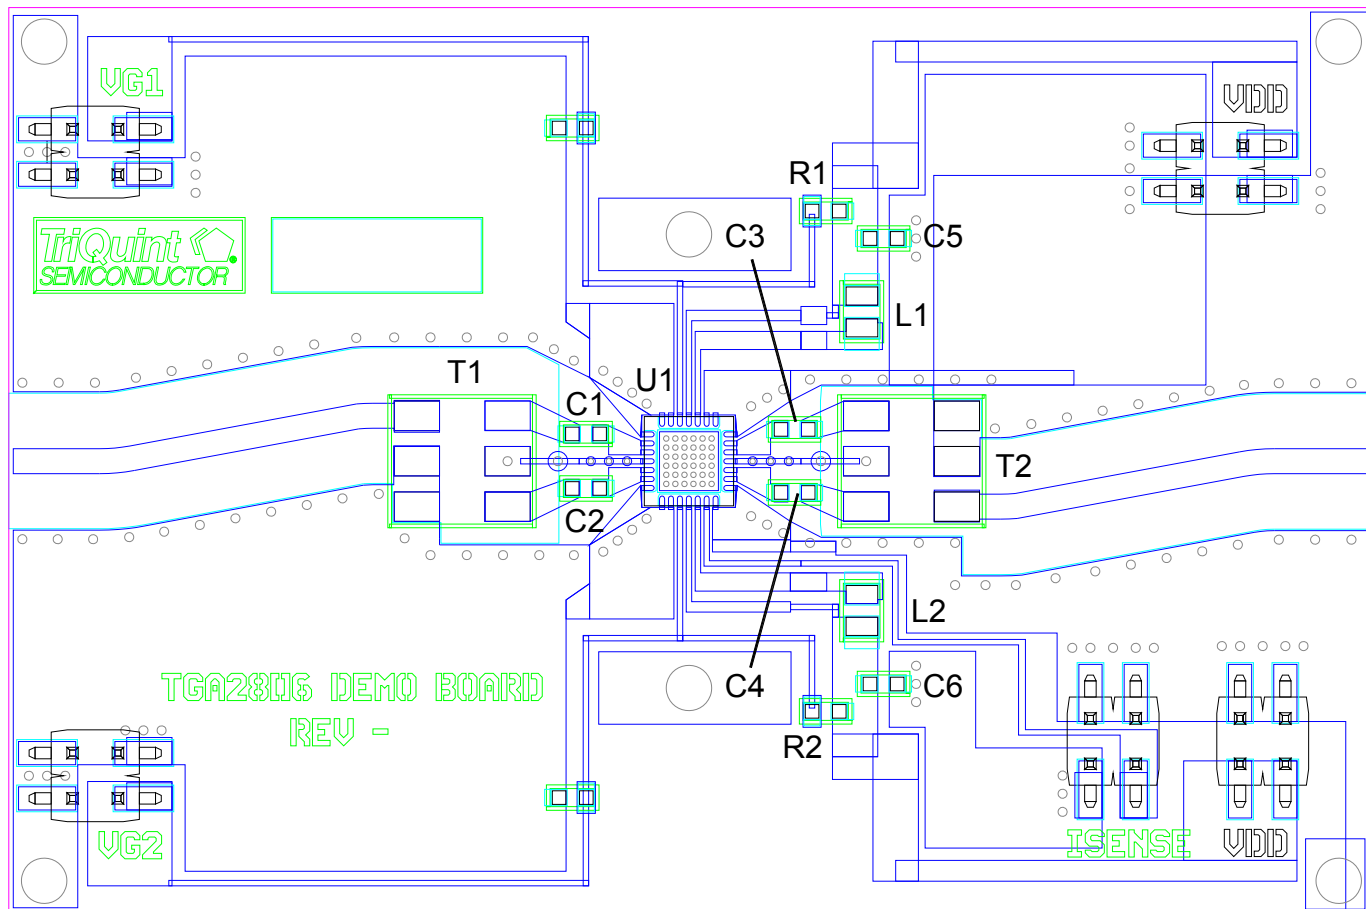 VG1
VDD
R1
C3
C5
TriQuint
SEMICONDUCTOR
L1
T1
U1
C1
T2
C2
L2
C4
C6
TGA2806 DEMO BOARD
REV -
R2
VG2
ISENSE
VDD